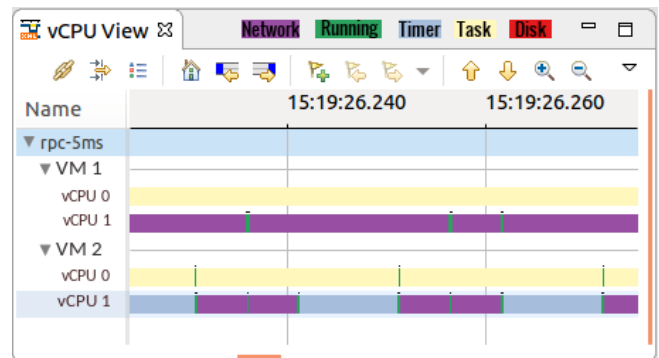 vCPU View Network Running Timer Task Disk
Name 15:19:26.240 15:19:26.260
rpc-5ms
VM 1
vCPU 0
vCPU 1
VM 2
vCPU 0
vCPU 1